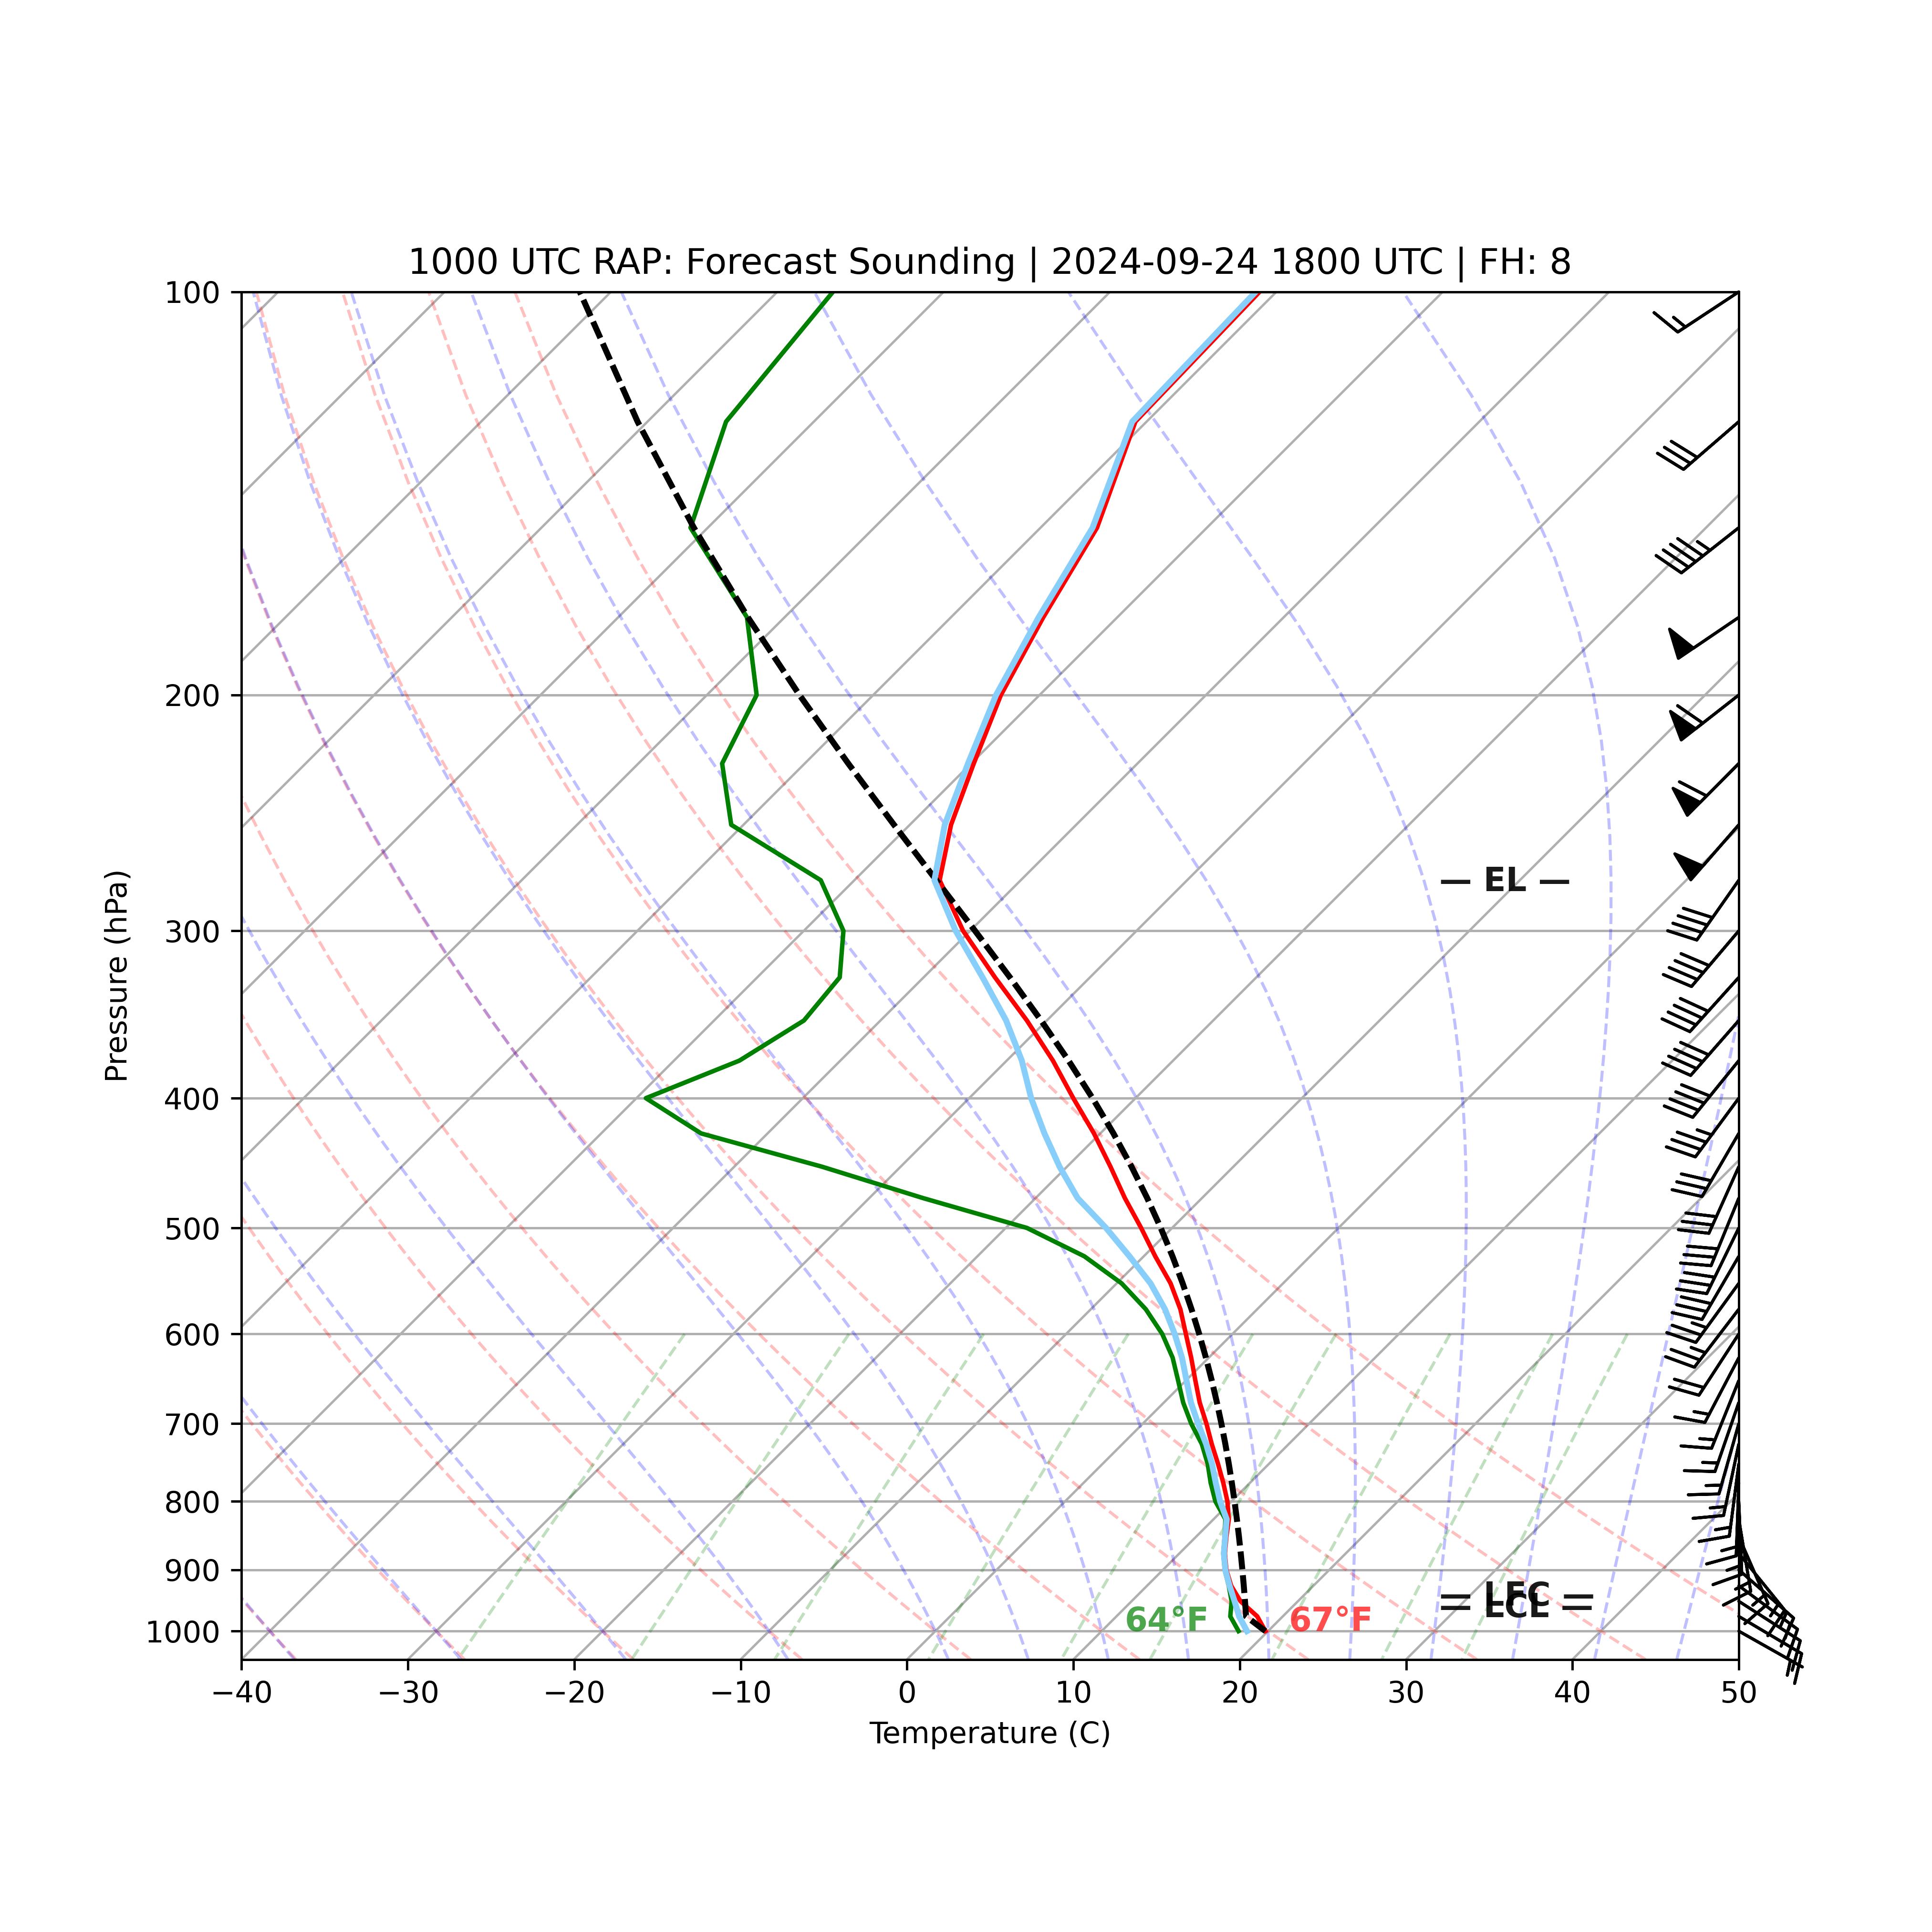 1000 UTC RAP: Forecast Sounding | 2024-09-24 1800 UTC | FH: 8
100
200
— EL —
300
Pressure (hPa)
400
500
600
700
800
900
— LFC —
— LCL —
64°F 67°F
1000
−40 −30 −20 −10 0 10 20 30 40 50
Temperature (C)